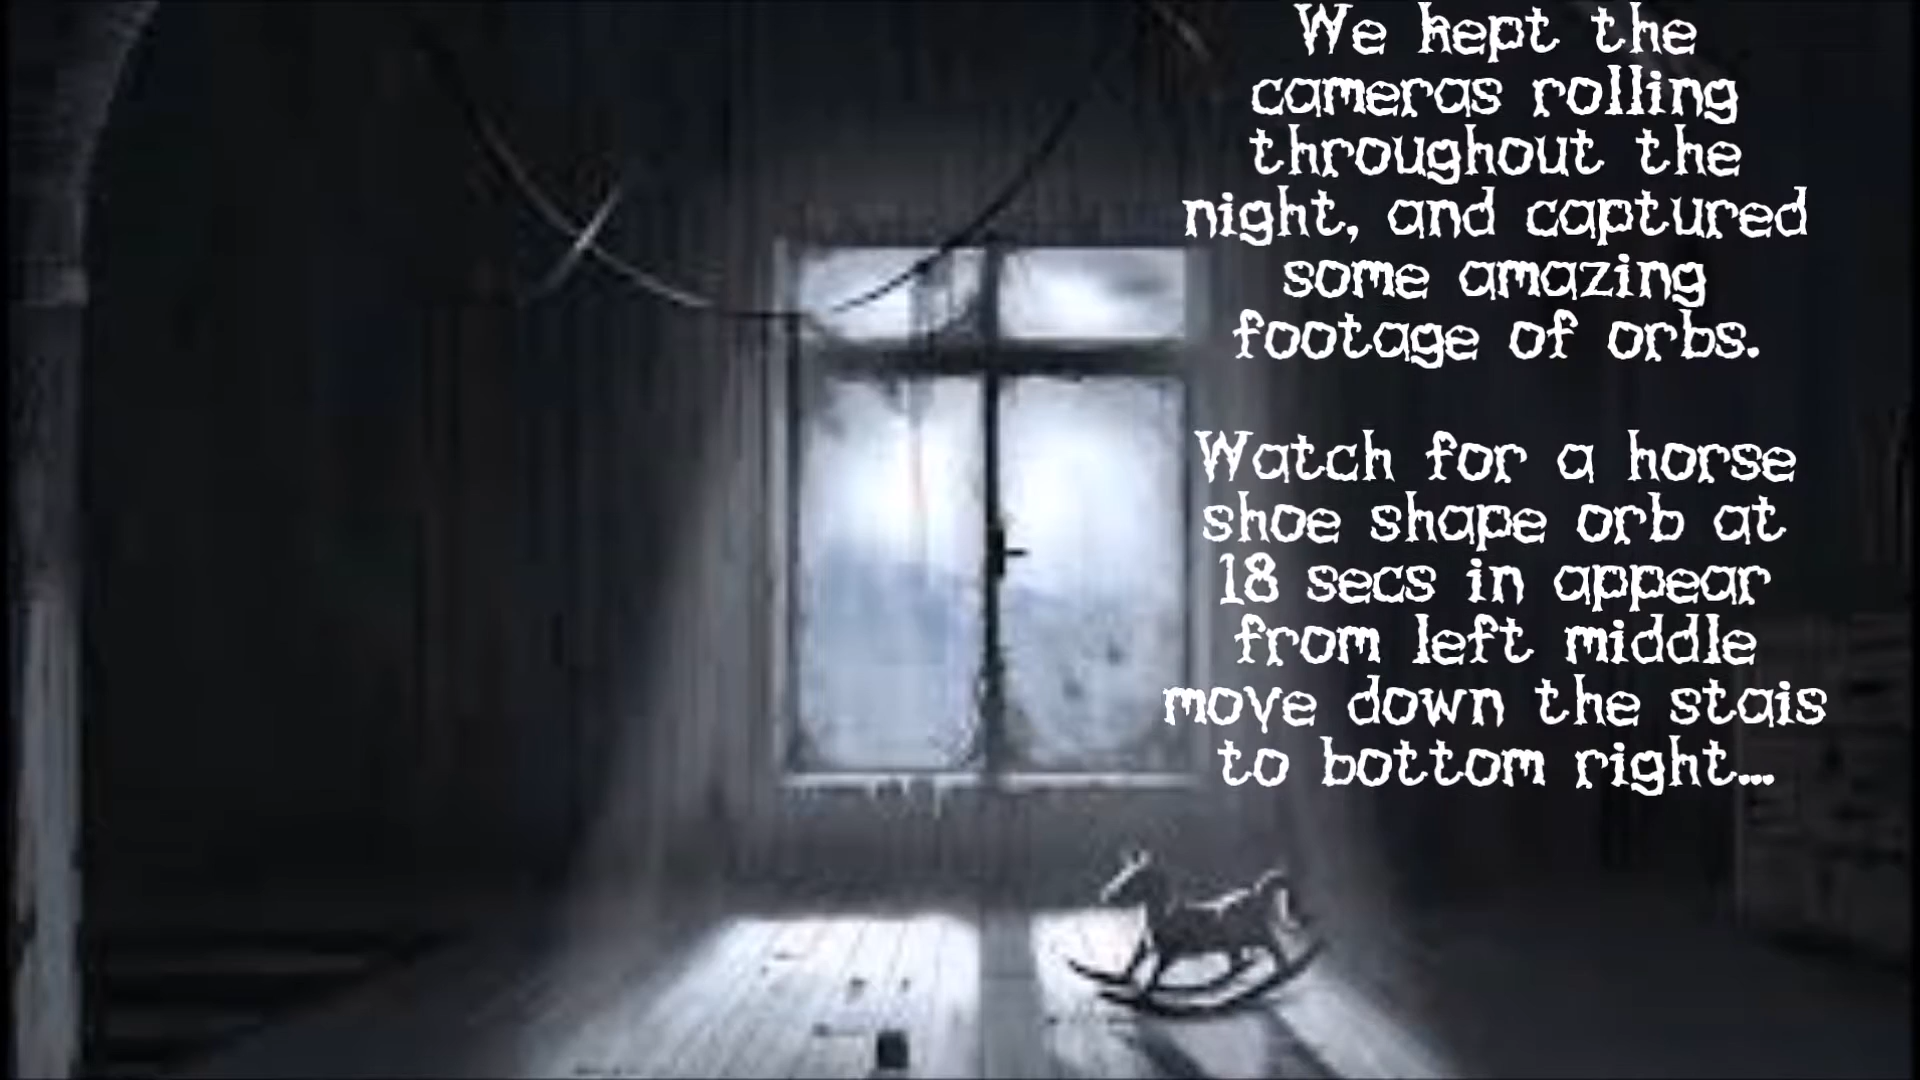 We kept the
cameras rolling
throughout the
night, and captured
some amazing
footage of orbs.
Watch for a horse
shoe shape orb at
18 secs in appear
from left middle
move down the stais
to bottom right...